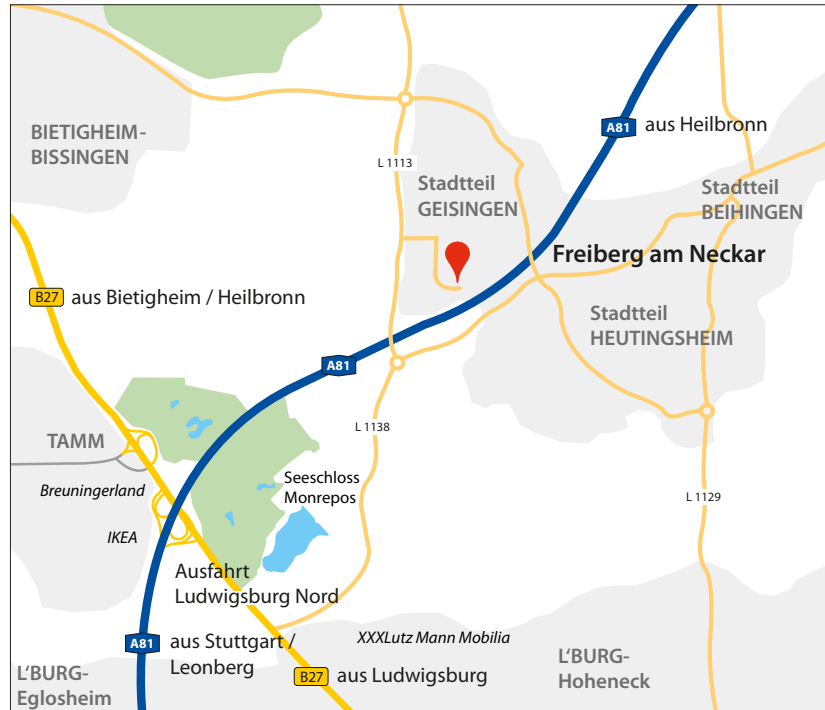 BIETIGHEIM-
BISSINGEN
A81 aus Heilbronn
L 1113
Stadtteil
GEISINGEN
Stadtteil
BEIHINGEN
Freiberg am Neckar
B27 aus Bietigheim / Heilbronn
Stadtteil
HEUTINGSHEIM
A81
L 1138
TAMM
Breuningerland
Seeschloss
Monrepos
L 1129
IKEA
Ausfahrt
Ludwigsburg Nord
A81 aus Stuttgart /
Leonberg
XXXLutz Mann Mobilia
B27 aus Ludwigsburg
L'BURG-
Hoheneck
L'BURG-
Eglosheim